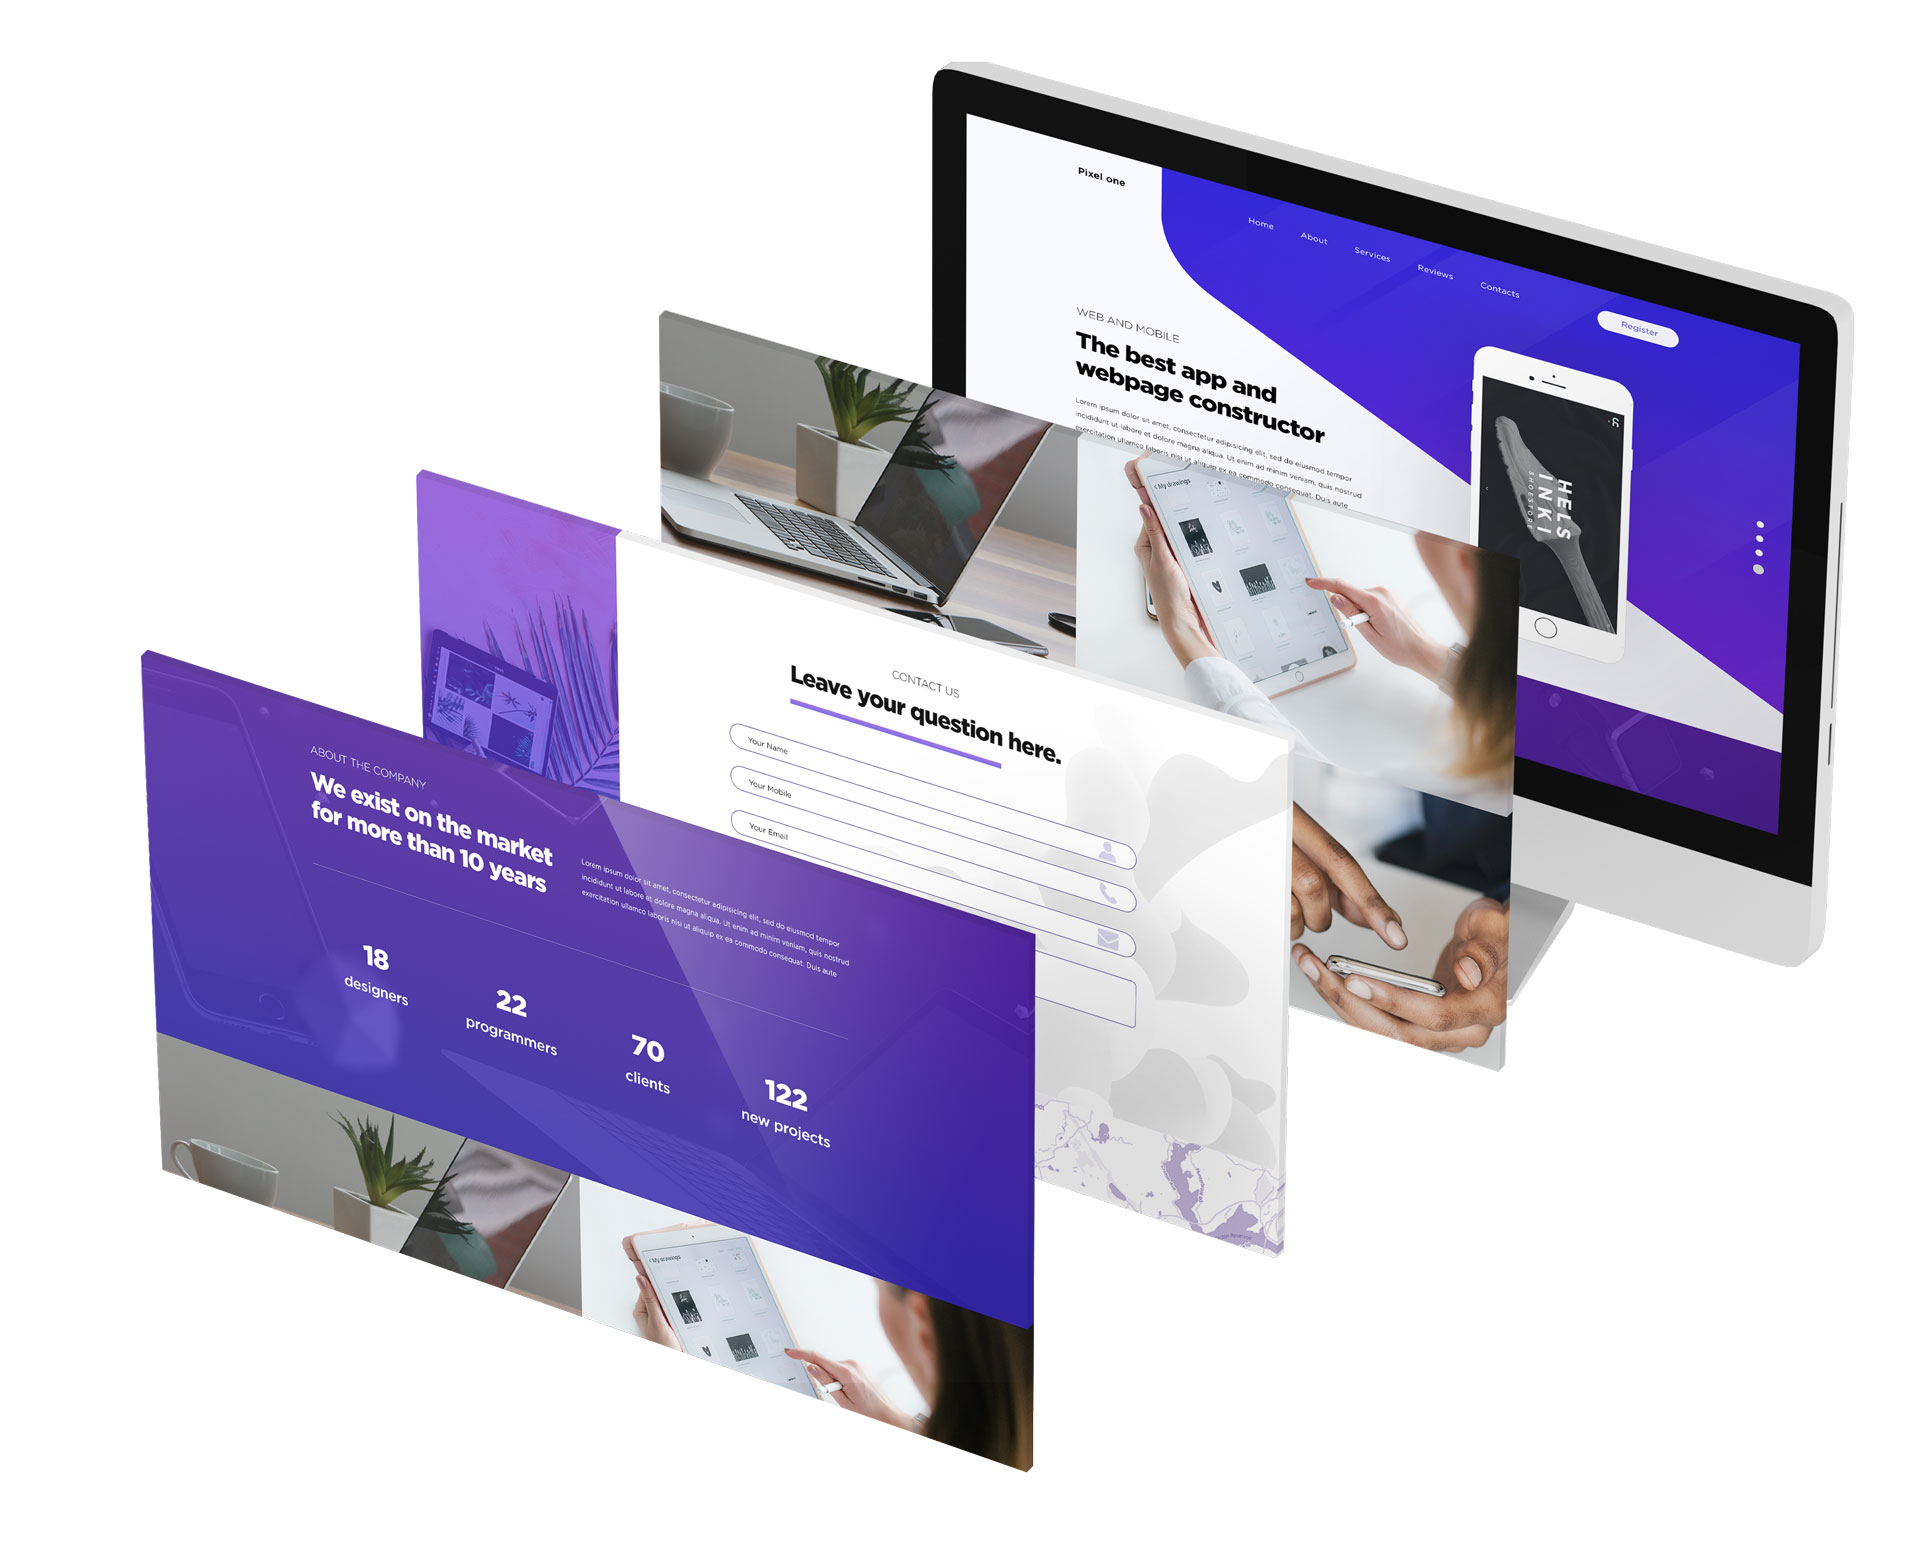 Pixel one
Home
About
Services
Reviews
Contacts
Register
WEB AND MOBILE
The best app and
webpage constructor
Lorem ipsum dolor sit amet, consectetur adipisicing elit, sed do eiusmod tempor
incididunt ut labore et dolore magna aliqua. Ut enim ad minim veniam, quis nostrud
exercitation ullamco laboris nisi ut aliquip ex ea commodo consequat. Duis aute
HELS
INKI
SHOESTORE
My drawings
CONTACT US
Leave your question here.
Your Name
Your Mobile
Your Email
ABOUT THE COMPANY
We exist on the market
for more than 10 years
Lorem ipsum dolor sit amet, consectetur adipisicing elit, sed do eiusmod tempor
incididunt ut labore et dolore magna aliqua. Ut enim ad minim veniam, quis nostrud
exercitation ullamco laboris nisi ut aliquip ex ea commodo consequat. Duis aute
18
designers
22
programmers
70
clients
122
new projects
My drawings